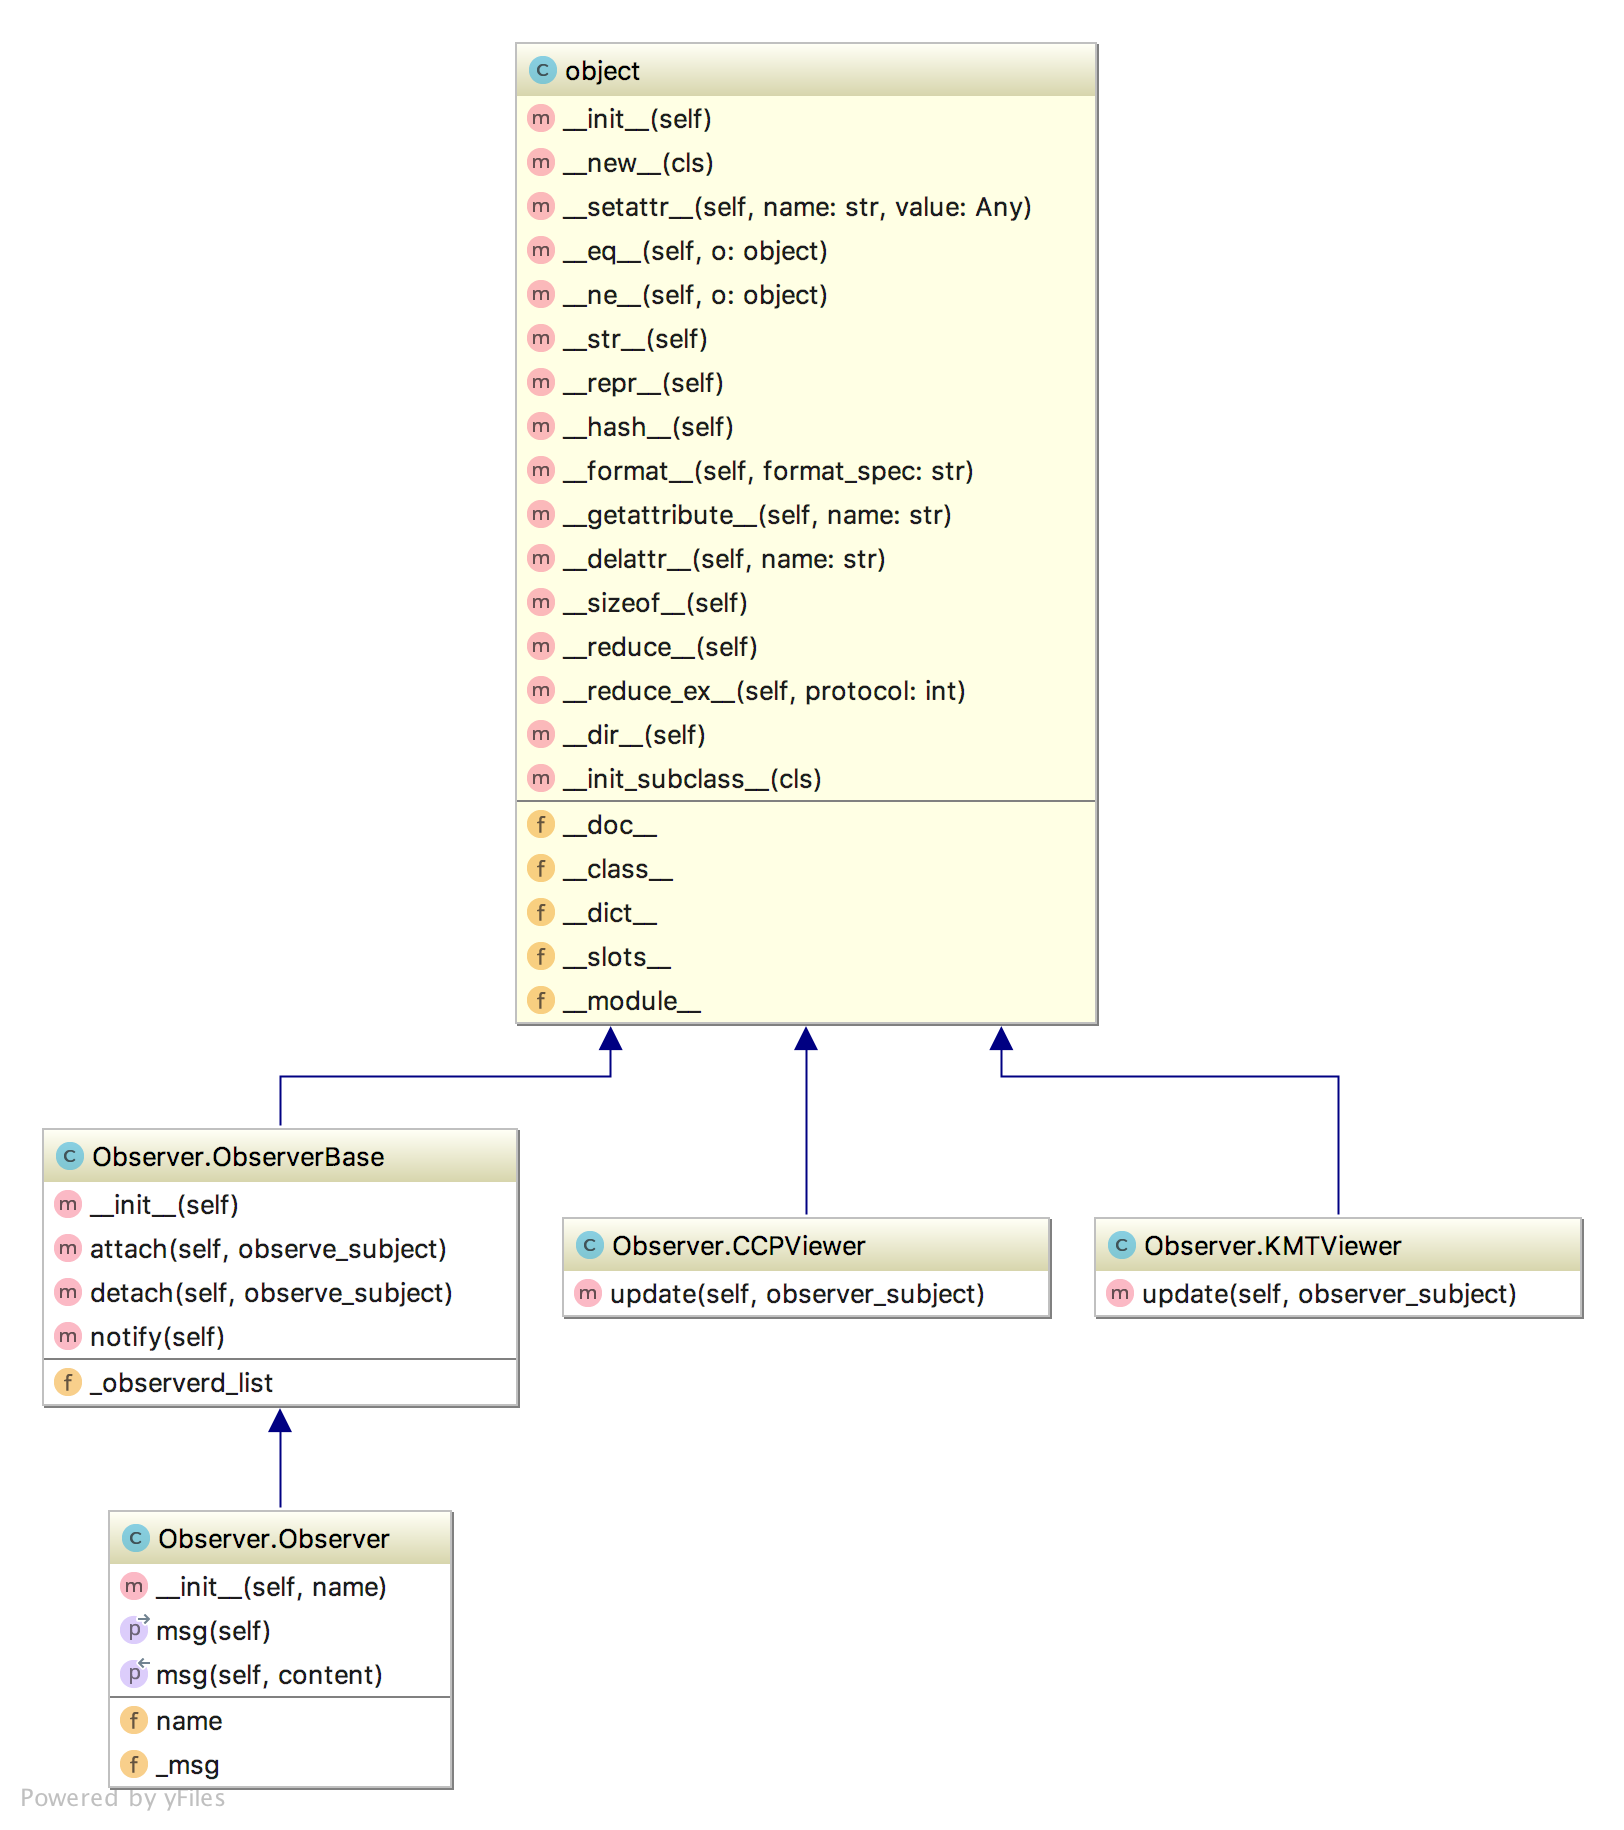 C object
m __init__(self)
m __new__(cls)
m __setattr__(self, name: str, value: Any)
m __eq__(self, o: object)
m __ne__(self, o: object)
m __str__(self)
m __repr__(self)
m __hash__(self)
m __format__(self, format_spec: str)
m __getattribute__(self, name: str)
m __delattr__(self, name: str)
m __sizeof__(self)
m __reduce__(self)
m __reduce_ex__(self, protocol: int)
m __dir__(self)
m __init_subclass__(cls)
f __doc__
f __class__
f __dict__
f __slots__
f __module__
C Observer.ObserverBase
m __init__(self)
m attach(self, observe_subject)
m detach(self, observe_subject)
m notify(self)
f _observerd_list
C Observer.CCPViewer
m update(self, observer_subject)
C Observer.KMTViewer
m update(self, observer_subject)
C Observer.Observer
m __init__(self, name)
p msg(self)
p msg(self, content)
f name
f _msg
Powered by yFiles